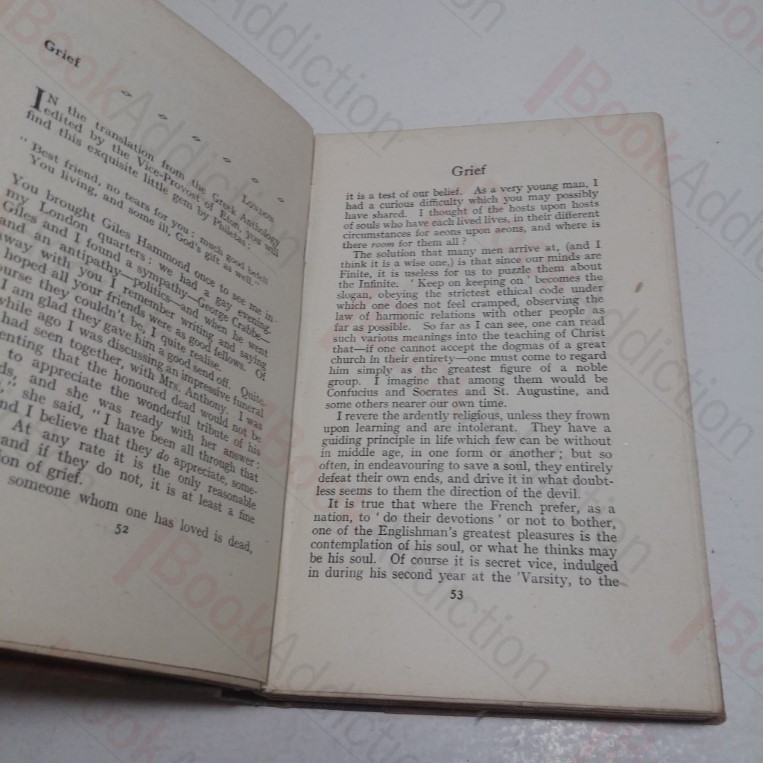 Grief
London
In the translation from the Greek Anthology
edited by the Vice-Provost of Eton, you will
find this exquisite little gem by Philetas:
" Best friend, no tears for you: much good befell
You living, and some ill, God's gift as well."
You brought Giles Hammond once to see me in
my London quarters: we had a gay evening.
Giles and I found a sympathy—George Crabbe—
and an antipathy—politics—and when he went
away with you I remember writing and saying
hoped all your friends were as good fellows. Of
ourse they couldn't be, I quite realise.
I am glad they gave him a good send off. Quite
while ago I was discussing an impressive funeral
had seen together, with Mrs. Anthony. I was
enting that the honoured dead would not be
to appreciate the wonderful tribute of his
ds, and she was ready with her answer:
," she said, " I have been all through that
nd I believe that they do appreciate, some-
At any rate it is the only reasonable
and if they do not, it is at least a fine
ion of grief.
someone whom one has loved is dead,
52
Grief
it is a test of our belief. As a very young man, I
had a curious difficulty which you may possibly
have shared. I thought of the hosts upon hosts
of souls who have each lived lives, in their different
circumstances for aeons upon aeons, and where is
there room for them all ?
The solution that many men arrive at, (and I
think it is a wise one,) is that since our minds are
Finite, it is useless for us to puzzle them about
the Infinite. ' Keep on keeping on ' becomes the
slogan, obeying the strictest ethical code under
which one does not feel cramped, observing the
law of harmonic relations with other people as
far as possible. So far as I can see, one can read
such various meanings into the teaching of Christ
that—if one cannot accept the dogmas of a great
church in their entirety—one must come to regard
him simply as the greatest figure of a noble
group. I imagine that among them would be
Confucius and Socrates and St. Augustine, and
some others nearer our own time.
I revere the ardently religious, unless they frown
upon learning and are intolerant. They have a
guiding principle in life which few can be without
in middle age, in one form or another ; but so
often, in endeavouring to save a soul, they entirely
defeat their own ends, and drive it in what doubt-
less seems to them the direction of the devil.
It is true that where the French prefer, as a
nation, to ' do their devotions ' or not to bother,
one of the Englishman's greatest pleasures is the
contemplation of his soul, or what he thinks may
be his soul. Of course it is secret vice, indulged
in during his second year at the 'Varsity, to the
53
BookAddiction